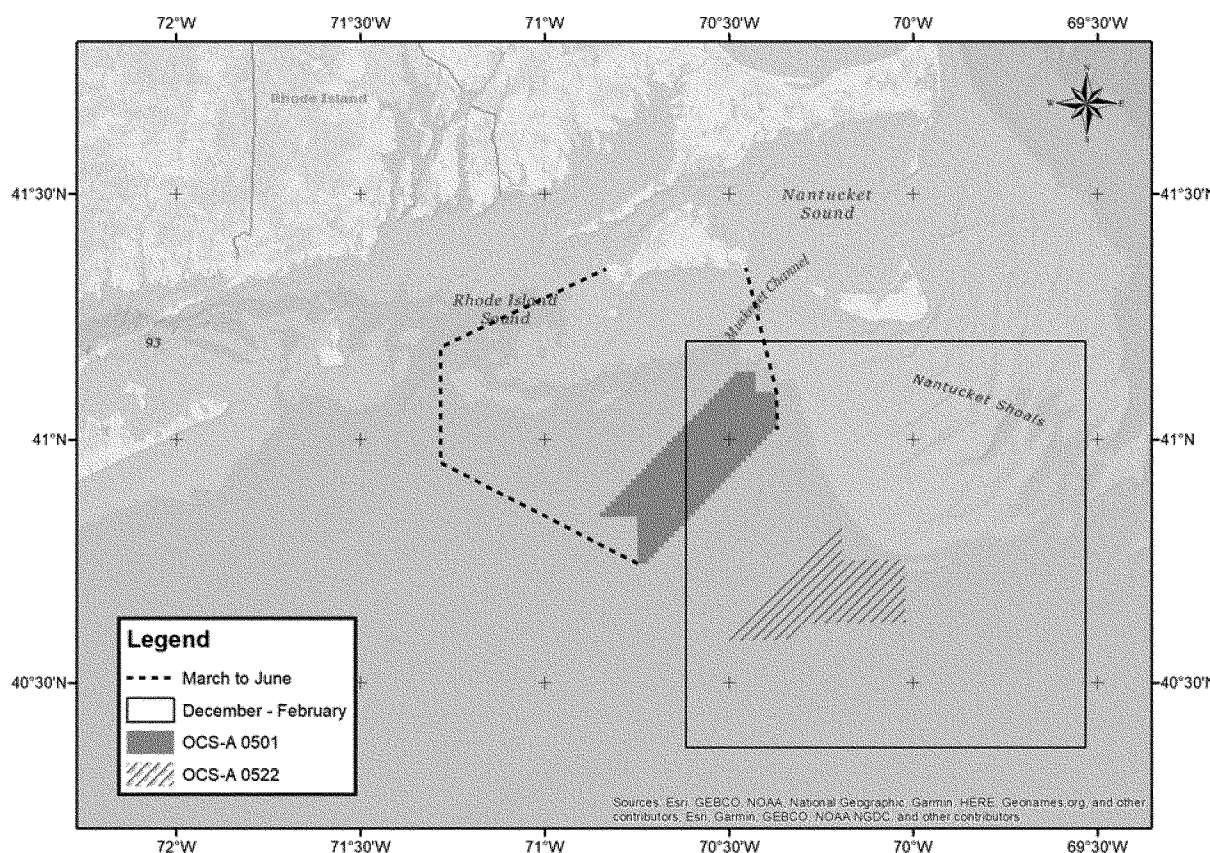 72°W 71°30'W 71°W 70°30'W 70°W 69°30'W
N
W E
S
Rhode Island
41°30'N 41°30'N
Nantucket
Sound
Muskeget Channel
Rhode Island
Sound
93
Nantucket Shoals
41°N 41°N
40°30'N 40°30'N
Legend
March to June
December - February
OCS-A 0501
OCS-A 0522
Sources: Esri, GEBCO, NOAA, National Geographic, Garmin, HERE, Geonames.org, and other
contributors, Esri, Garmin, GEBCO, NOAA NGDC, and other contributors
72°W 71°30'W 71°W 70°30'W 70°W 69°30'W